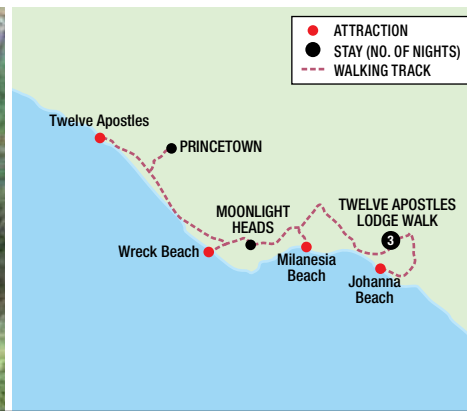 ATTRACTION
STAY (NO. OF NIGHTS)
WALKING TRACK
Twelve Apostles
PRINCETOWN
MOONLIGHT
HEADS
TWELVE APOSTLES
LODGE WALK
3
Wreck Beach
Milanesia
Beach
Johanna
Beach